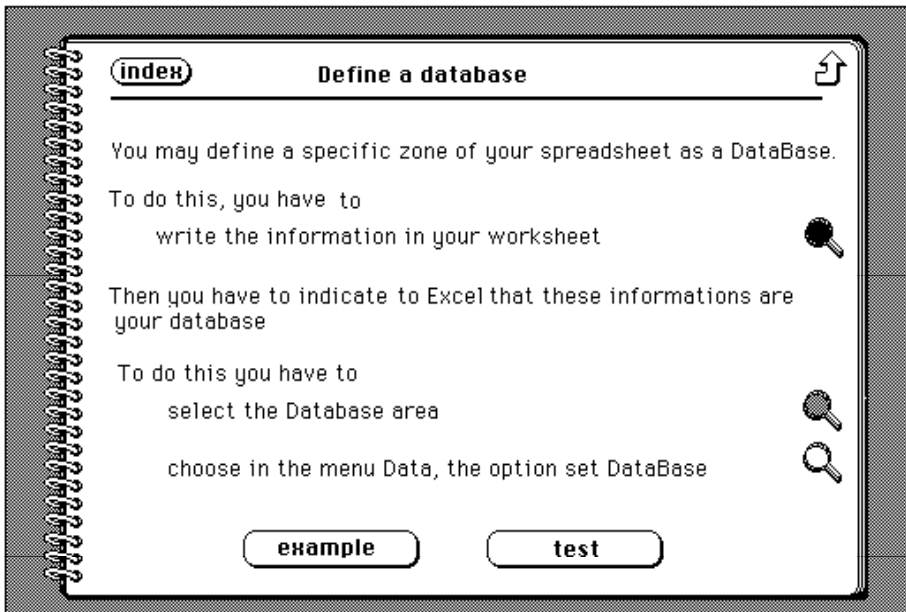 index
Define a database
You may define a specific zone of your spreadsheet as a DataBase.
To do this, you have to
write the information in your worksheet
Then you have to indicate to Excel that these informations are
your database
To do this you have to
select the Database area
choose in the menu Data, the option set DataBase
example
test